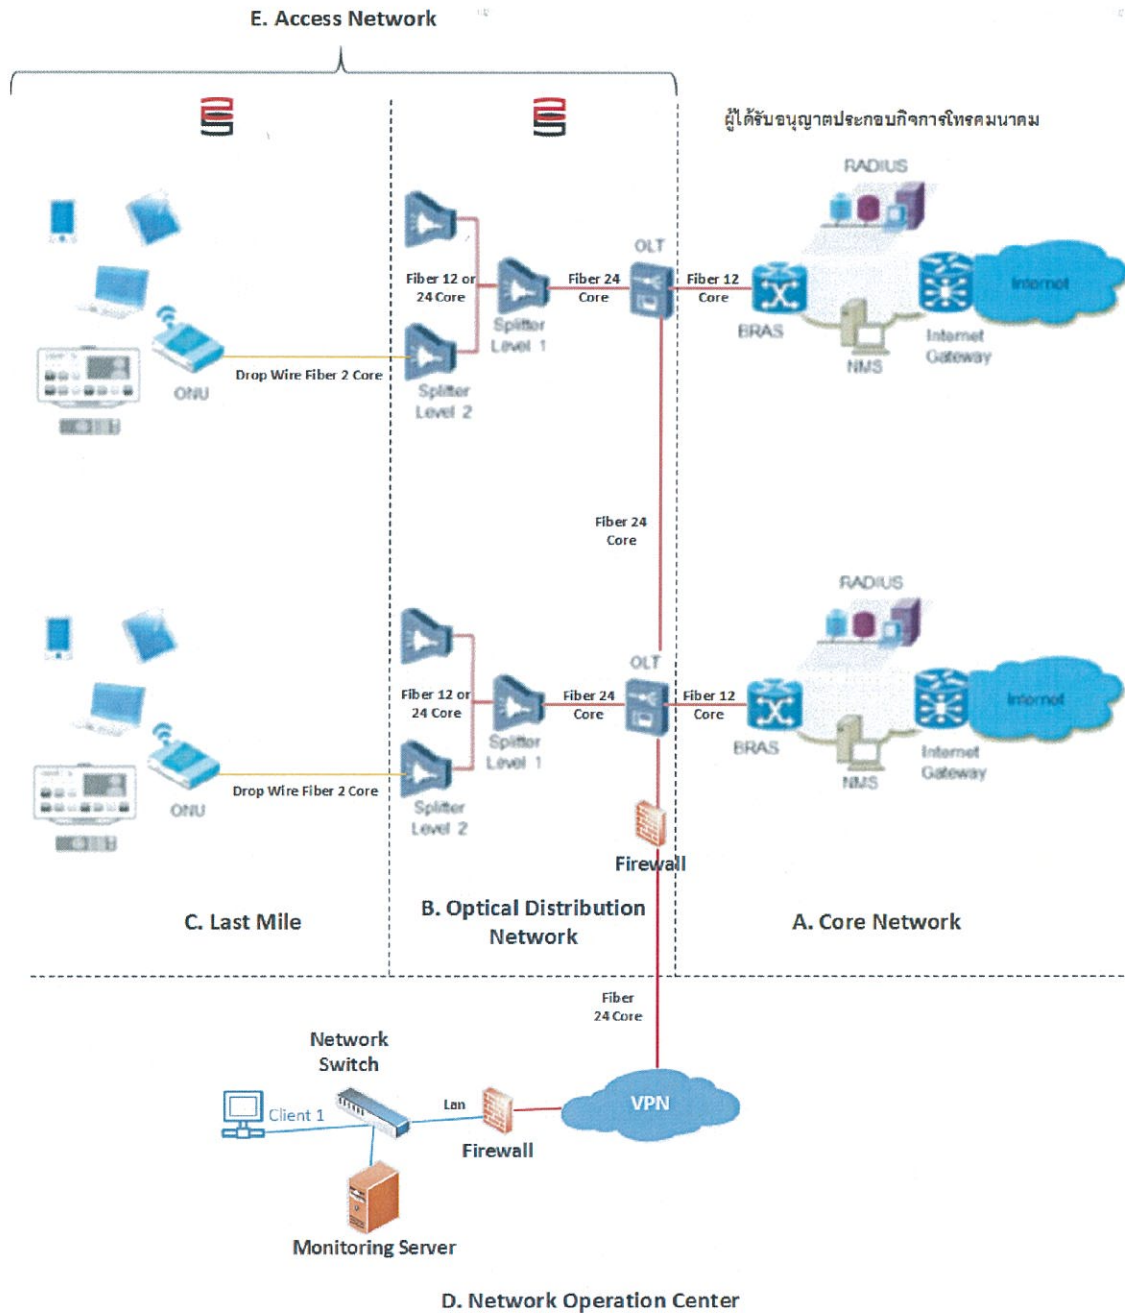 E. Access Network
ผู้ได้รับอนุญาตประกอบกิจการโทรคมนาคม
RADIUS
OLT
Fiber 12 or
24 Core
Fiber 24
Core
Fiber 12
Core
Internet
Splitter
Level 1
BRAS
Internet
Gateway
NMS
Drop Wire Fiber 2 Core
ONU
Splitter
Level 2
Fiber 24
Core
RADIUS
OLT
Fiber 12 or
24 Core
Fiber 24
Core
Fiber 12
Core
Internet
Splitter
Level 1
BRAS
Internet
Gateway
NMS
Drop Wire Fiber 2 Core
ONU
Splitter
Level 2
Firewall
C. Last Mile
B. Optical Distribution
Network
A. Core Network
Fiber
24 Core
Network
Switch
Client 1
Lan
VPN
Firewall
Monitoring Server
D. Network Operation Center